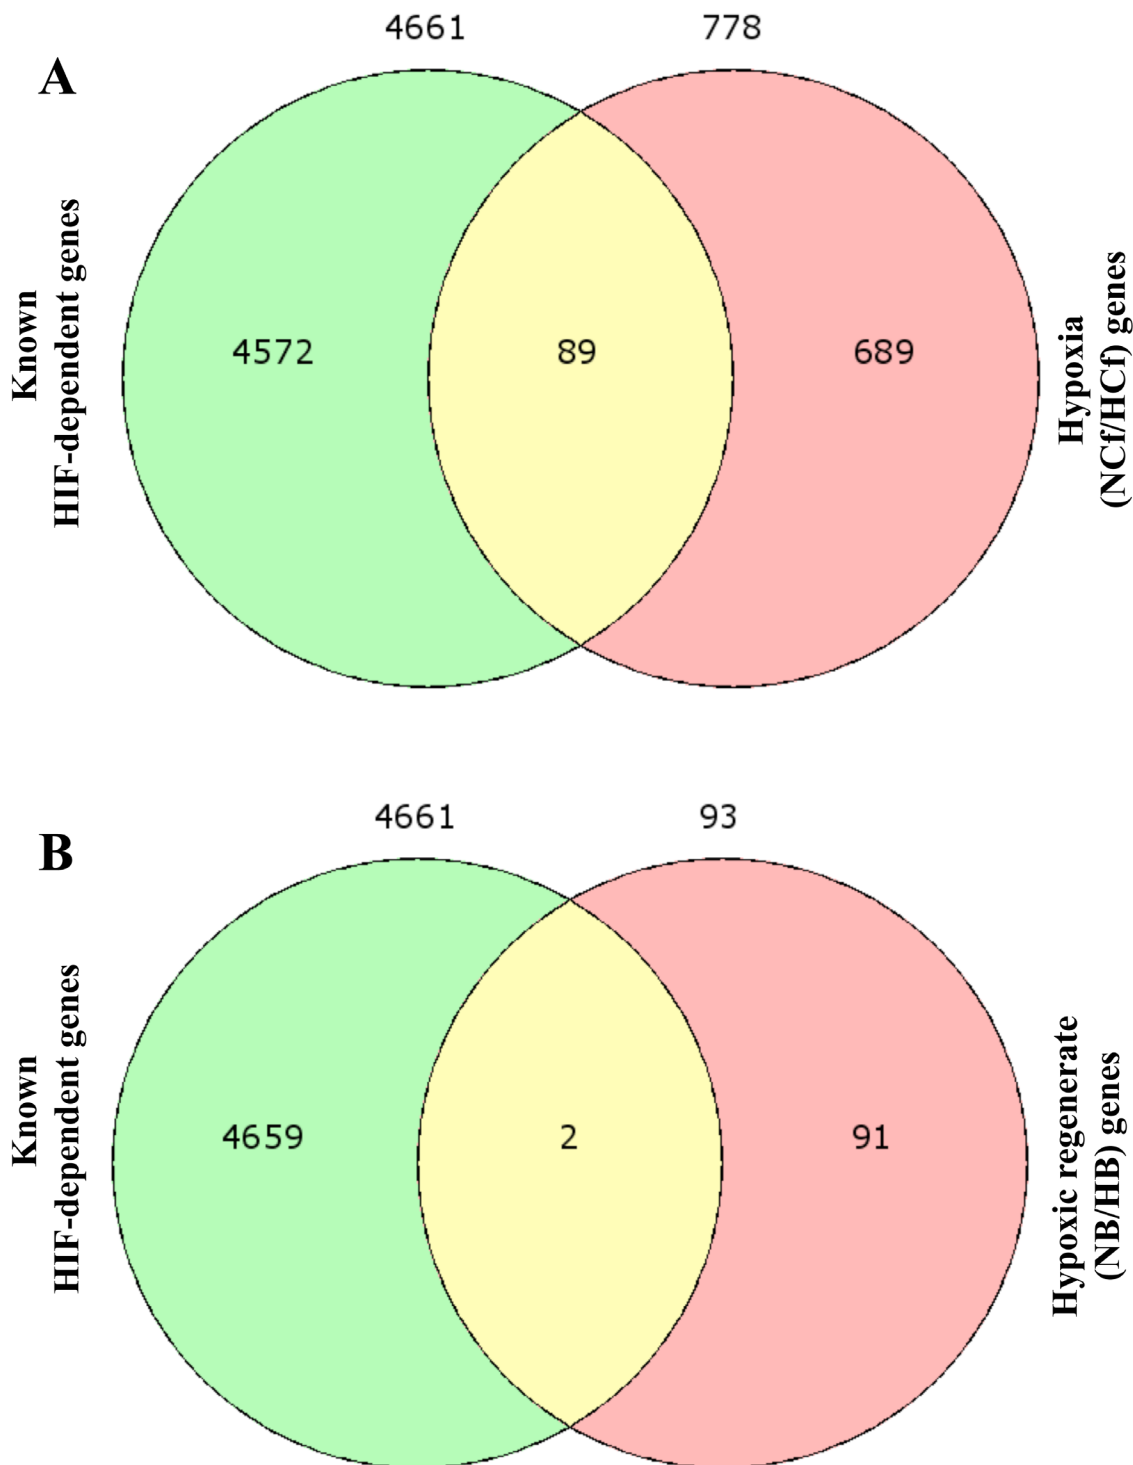 4661
778
A
Known
HIF-dependent genes
4572
89
689
Hypoxia
(NCf/HCf) genes
4661
93
B
Known
HIF-dependent genes
4659
2
91
Hypoxic regenerate
(NB/HB) genes